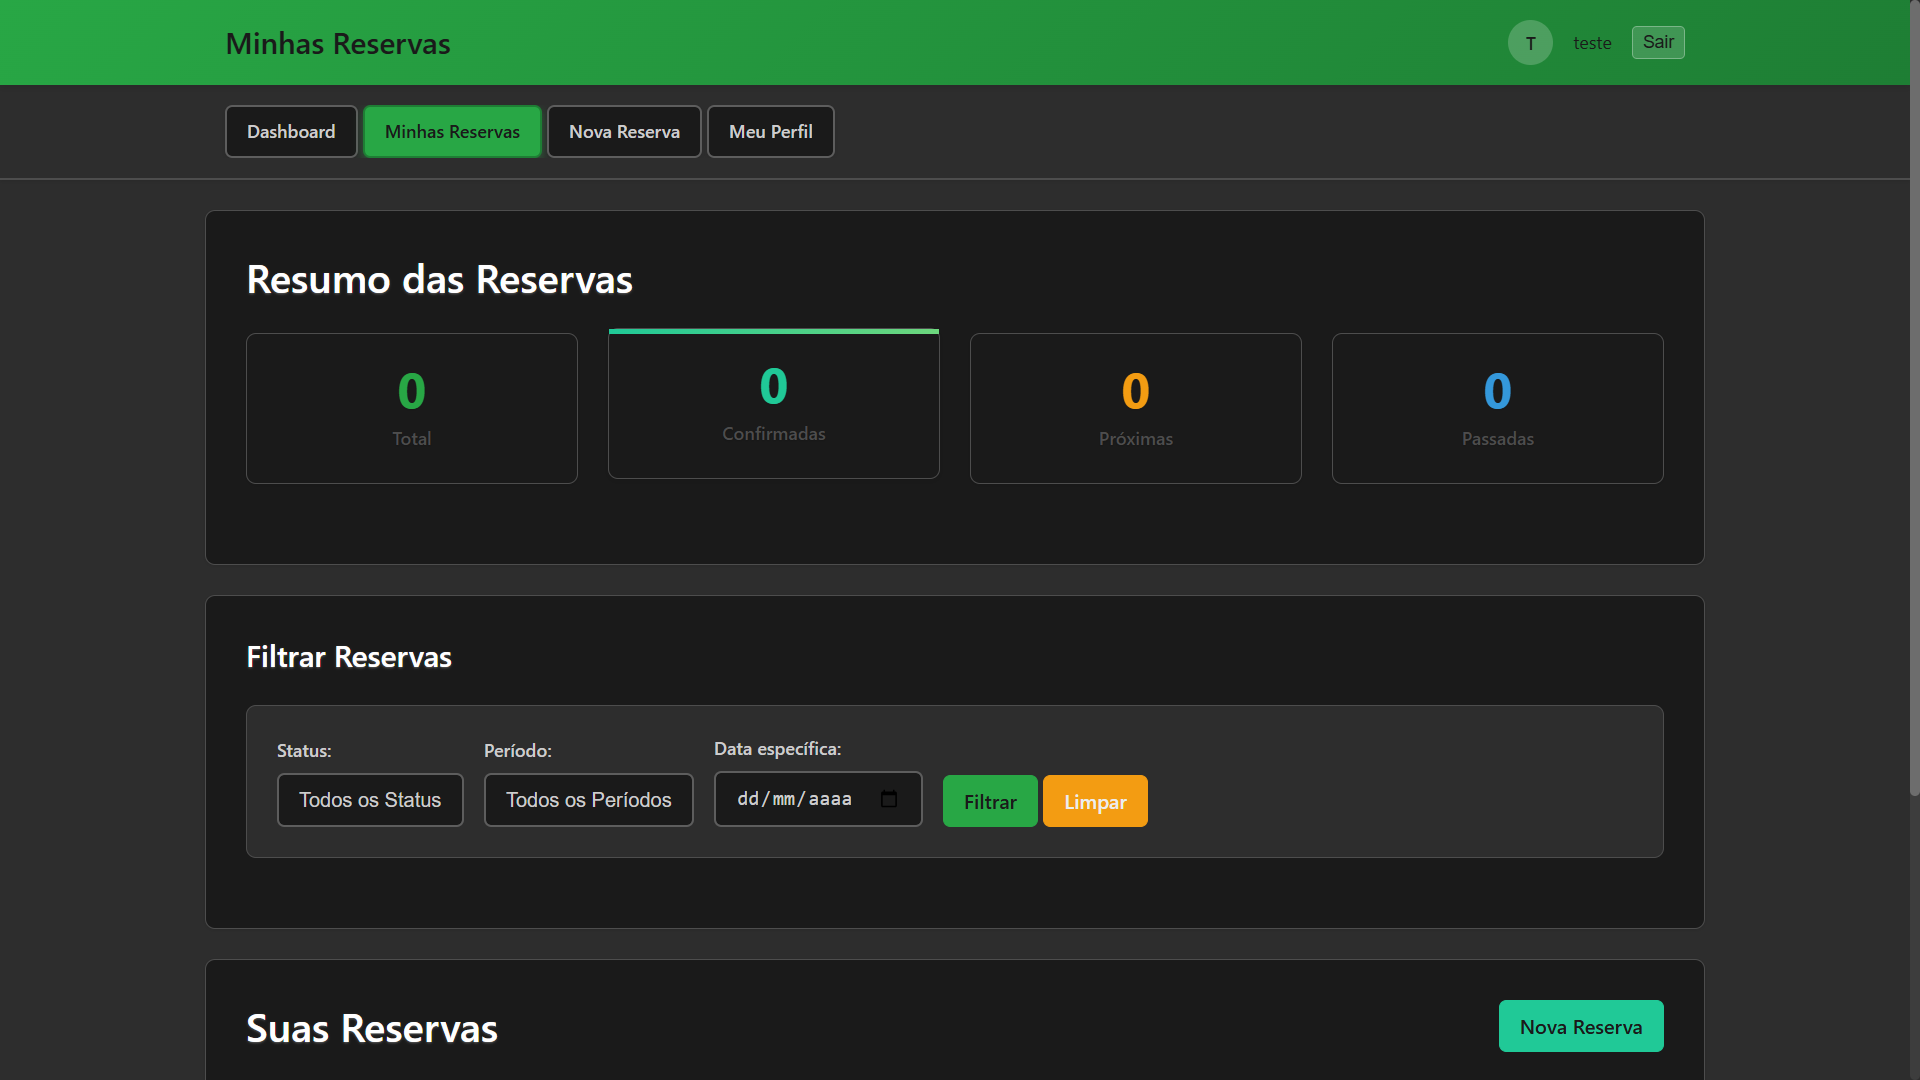 Minhas Reservas
T
teste
Sair
Dashboard
Minhas Reservas
Nova Reserva
Meu Perfil
Resumo das Reservas
0
Total
0
Confirmadas
0
Próximas
0
Passadas
Filtrar Reservas
Status:
Todos os Status
Período:
Todos os Períodos
Data específica:
dd/mm/aaaa
Filtrar
Limpar
Suas Reservas
Nova Reserva